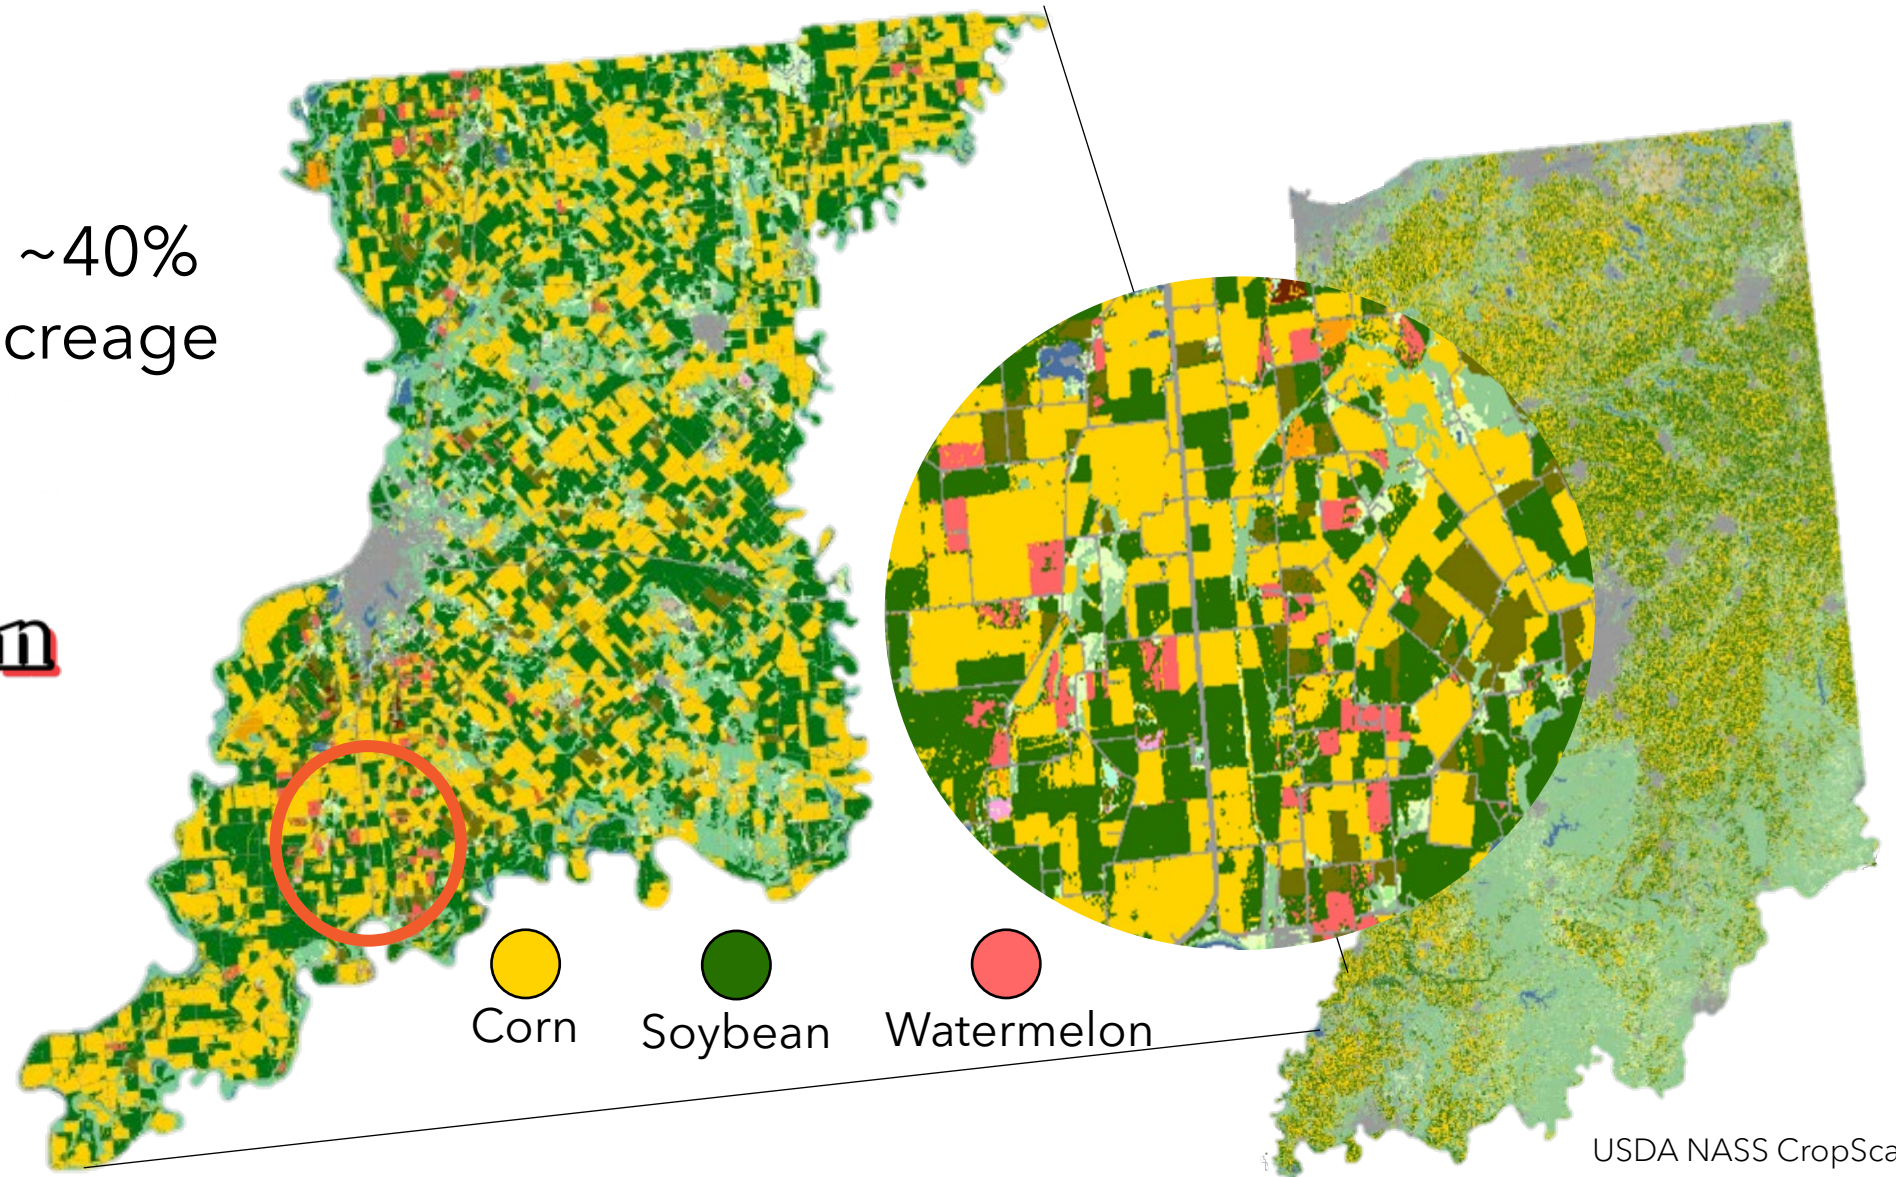 ~40%
creage
n
Corn
Soybean
Watermelon
USDA NASS CropSca